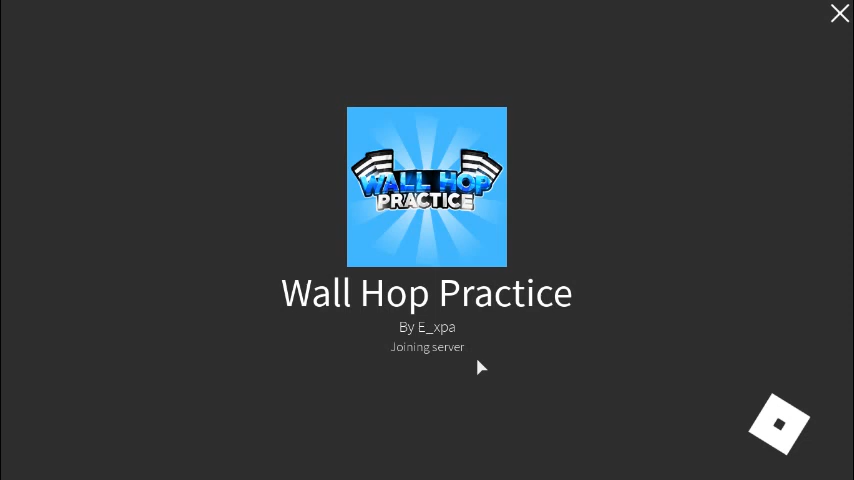 WALL HOP
PRACTICE
Wall Hop Practice
By E_xpa
Joining server